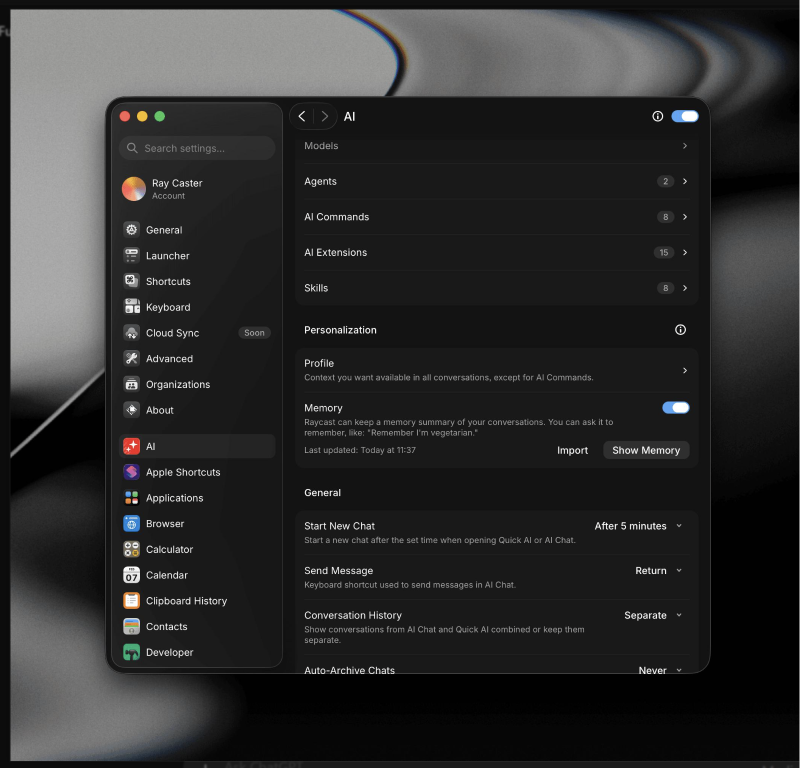 Fu
AI
Search settings...
Ray Caster
Account
General
Launcher
Shortcuts
Keyboard
Cloud Sync Soon
Advanced
Organizations
About
AI
Apple Shortcuts
Applications
Browser
Calculator
FEB
07
Calendar
Clipboard History
Contacts
Developer
Models
Agents 2
AI Commands 8
AI Extensions 15
Skills 8
Personalization
Profile
Context you want available in all conversations, except for AI Commands.
Memory
Raycast can keep a memory summary of your conversations. You can ask it to
remember, like: "Remember I'm vegetarian."
Last updated: Today at 11:37 Import Show Memory
General
Start New Chat After 5 minutes
Start a new chat after the set time when opening Quick AI or AI Chat.
Send Message Return
Keyboard shortcut used to send messages in AI Chat.
Conversation History Separate
Show conversations from AI Chat and Quick AI combined or keep them
separate.
Auto-Archive Chats Never
Ask ChatGPT